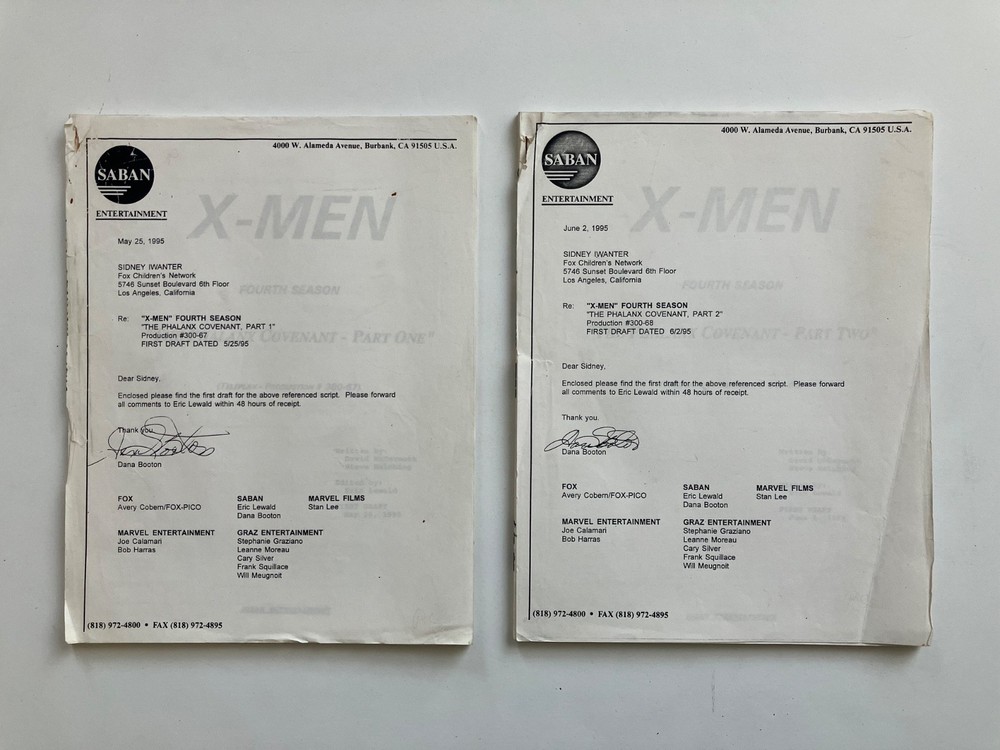 4000 W. Alameda Avenue, Burbank, CA 91505 U.S.A.
SABAN
ENTERTAINMENT
X-MEN
May 25, 1995
SIDNEY IWANTER
Fox Children's Network
5746 Sunset Boulevard 6th Floor
Los Angeles, California
FOURTH SEASON
Re: "X-MEN" FOURTH SEASON
"THE PHALANX COVENANT, PART 1"
Production #300-67
FIRST DRAFT DATED 5/25/95
COVENANT - PART ONE"
Dear Sidney,
Enclosed please find the first draft for the above referenced script. Please forward
all comments to Eric Lewald within 48 hours of receipt.
Thank you.
Dana Booton
FOX
Avery Cobern/FOX-PICO
SABAN
Eric Lewald
Dana Booton
MARVEL FILMS
Stan Lee
MARVEL ENTERTAINMENT
Joe Calamari
Bob Harras
GRAZ ENTERTAINMENT
Stephanie Graziano
Leanne Moreau
Cary Silver
Frank Squillace
Will Meugnoit
(818) 972-4800 • FAX (818) 972-4895
4000 W. Alameda Avenue, Burbank, CA 91505 U.S.A.
SABAN
ENTERTAINMENT
X-MEN
June 2, 1995
SIDNEY IWANTER
Fox Children's Network
5746 Sunset Boulevard 6th Floor
Los Angeles, California
FOURTH SEASON
Re: "X-MEN" FOURTH SEASON
"THE PHALANX COVENANT, PART 2"
Production #300-68
FIRST DRAFT DATED 6/2/95
COVENANT - PART TWO"
Dear Sidney,
Enclosed please find the first draft for the above referenced script. Please forward
all comments to Eric Lewald within 48 hours of receipt.
Thank you.
Dana Booton
FOX
Avery Cobern/FOX-PICO
SABAN
Eric Lewald
Dana Booton
MARVEL FILMS
Stan Lee
MARVEL ENTERTAINMENT
Joe Calamari
Bob Harras
GRAZ ENTERTAINMENT
Stephanie Graziano
Leanne Moreau
Cary Silver
Frank Squillace
Will Meugnoit
(818) 972-4800 • FAX (818) 972-4895